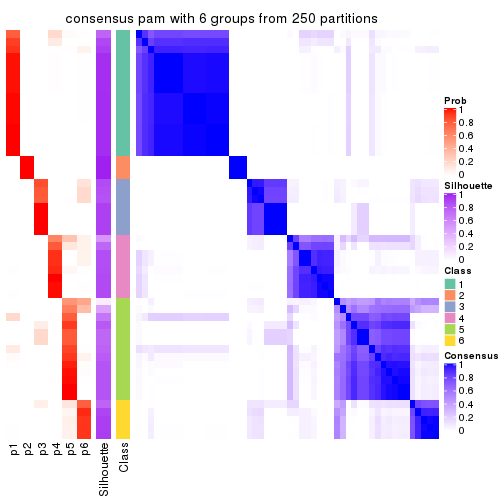 consensus pam with 6 groups from 250 partitions
Prob
1
0.8
0.6
0.4
0.2
0
Silhouette
1
0.8
0.6
0.4
0.2
0
Class
1
2
3
4
5
6
Consensus
1
0.8
0.6
0.4
0.2
0
p1
p2
p3
p4
p5
p6
Silhouette
Class